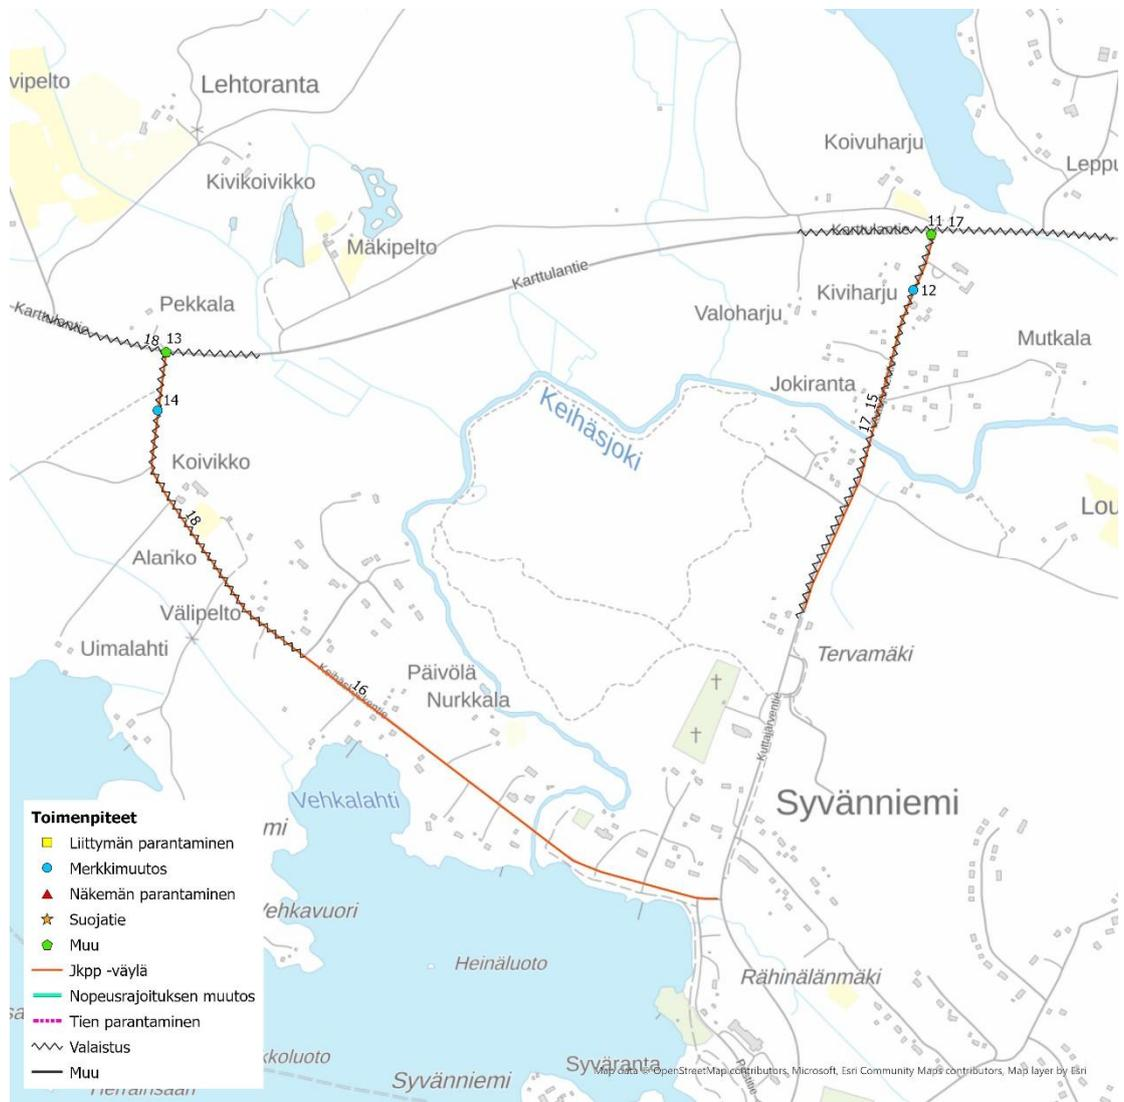 vipelto
Lehtoranta
Koivuharju
Leppu
Kivikoivikko
11 17
Karttulantie
Mäkipelto
Karttulantie
Kiviharju
12
Pekkala
Valoharju
Karttulantie
18 13
Mutkala
Jokiranta
14
Keihäsjoki
17 15
Koivikko
Lou
18
Alanko
Välipelto
Uimalahti
Tervamäki
Päivölä
16
Nurkkala
Kuttajärventie
Vehkalahti
Syvänniemi
Toimenpiteet
mi
Liittymän parantaminen
Merkkimuutos
Näkemän parantaminen
Suojatie
Vehkavuori
Muu
Heinäluoto
Jkpp -väylä
Rähinälänmäki
Nopeusrajoituksen muutos
Tien parantaminen
Valaistus
kkoluoto
Syväranta
Map data © OpenStreetMap contributors, Microsoft, Esri Community Maps contributors, Map layer by Esri
Muu
Syvänniemi